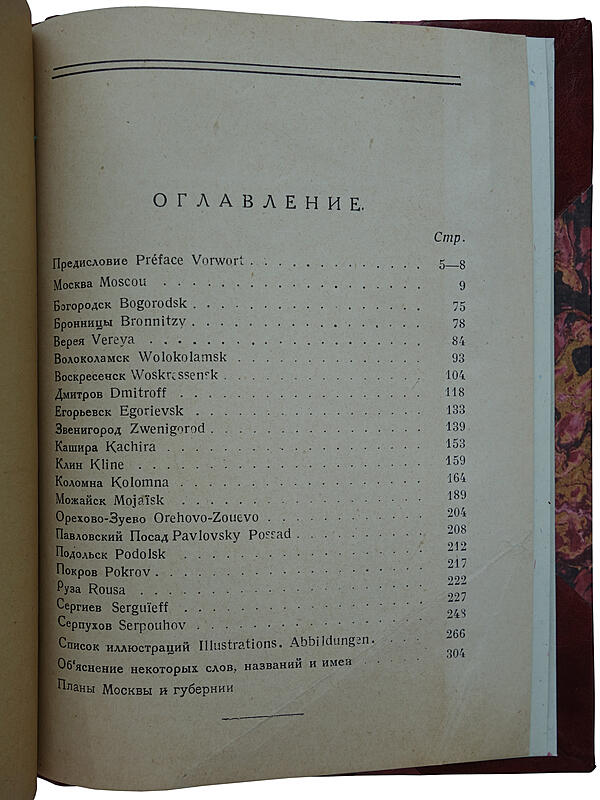 ОГЛАВЛЕНИЕ.
Стр.
Предисловие Préface Vorwort . . . . . . . . . . . . 5—8
Москва Moscou . . . . . . . . . . . . . . . . 9
Богородск Bogorodsk . . . . . . . . . . . . . . 75
Бронницы Bronnitzy . . . . . . . . . . . . . . 78
Верея Vereya . . . . . . . . . . . . . . . . 84
Волоколамск Wolokolamsk . . . . . . . . . . . . 93
Воскресенск Woskressensk . . . . . . . . . . . . 104
Дмитров Dmitroff . . . . . . . . . . . . . . . 118
Егорьевск Egorievsk . . . . . . . . . . . . . . 133
Звенигород Zwenigorod . . . . . . . . . . . . . 139
Кашира Kachira . . . . . . . . . . . . . . . 153
Клин Kline . . . . . . . . . . . . . . . . . 159
Коломна Kolomna . . . . . . . . . . . . . . . 164
Можайск Mojaïsk . . . . . . . . . . . . . . . 189
Орехово-Зуево Orehovo-Zouevo . . . . . . . . . . 204
Павловский Посад Pavlovsky Possad . . . . . . . . . 208
Подольск Podolsk . . . . . . . . . . . . . . . 212
Покров Pokrov . . . . . . . . . . . . . . . . 217
Руза Rousa . . . . . . . . . . . . . . . . . 222
Сергиев Serguïeff . . . . . . . . . . . . . . . 227
Серпухов Serpouhov . . . . . . . . . . . . . . 248
Список иллюстраций Illustrations. Abbildungen. . . . . 266
Об'яснение некоторых слов, названий и имен . . . . . 304
Планы Москвы и губернии